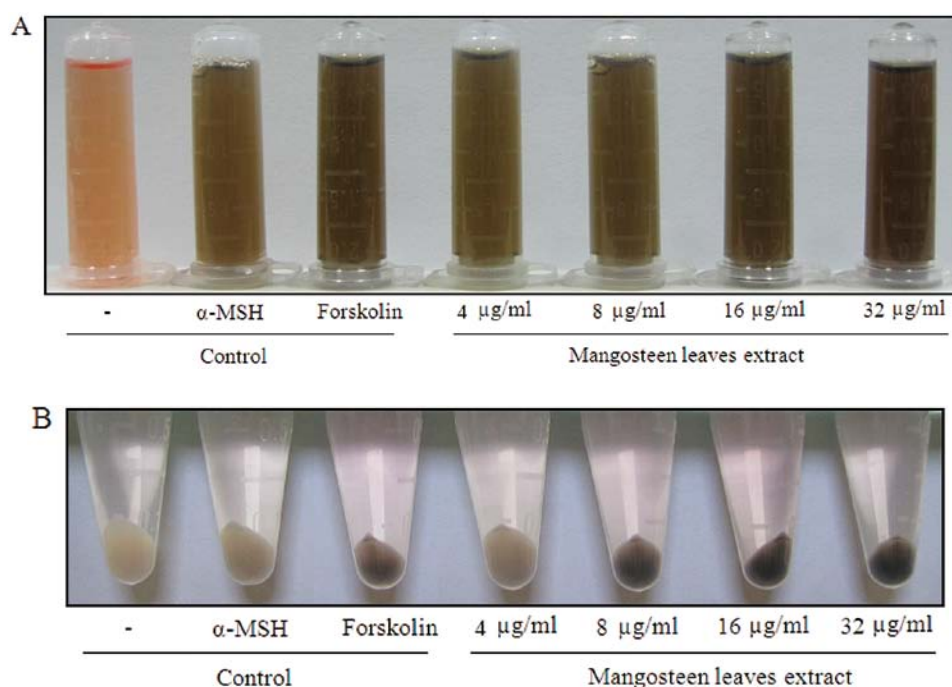 A
- α-MSH Forskolin 4 µg/ml 8 µg/ml 16 µg/ml 32 µg/ml
Control Mangosteen leaves extract
B
- α-MSH Forskolin 4 µg/ml 8 µg/ml 16 µg/ml 32 µg/ml
Control Mangosteen leaves extract